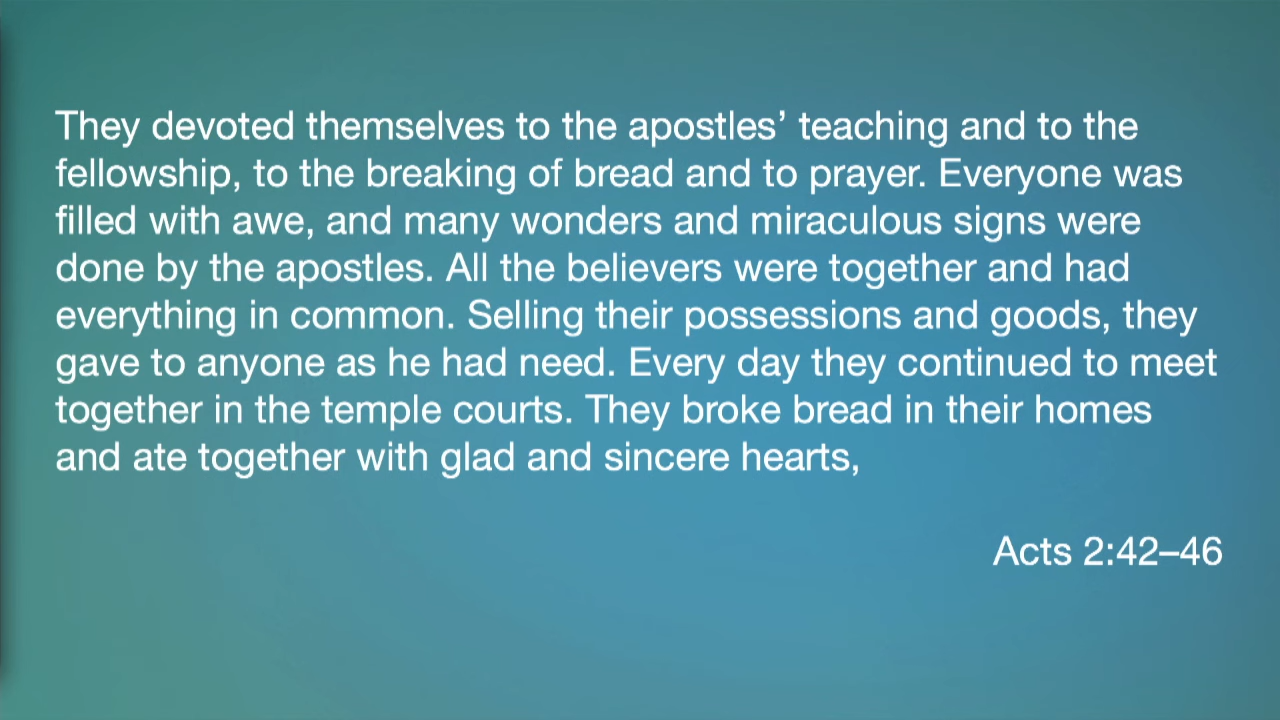 They devoted themselves to the apostles’ teaching and to the
fellowship, to the breaking of bread and to prayer. Everyone was
filled with awe, and many wonders and miraculous signs were
done by the apostles. All the believers were together and had
everything in common. Selling their possessions and goods, they
gave to anyone as he had need. Every day they continued to meet
together in the temple courts. They broke bread in their homes
and ate together with glad and sincere hearts,
Acts 2:42–46